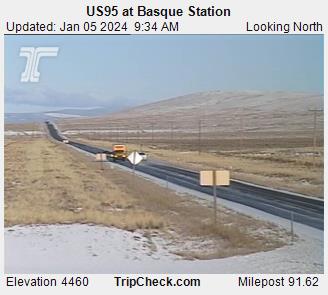 US95 at Basque Station
Updated: Jan 05 2024 9:34 AM Looking North
Elevation 4460 TripCheck.com Milepost 91.62